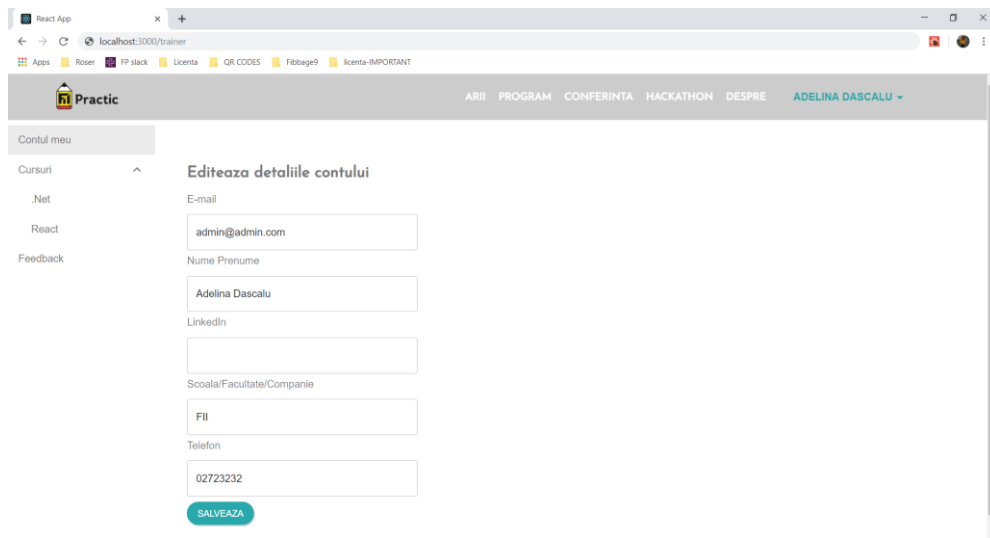 React App
localhost:3000/trainer
Apps Roser FP slack Licenta QR CODES Fibbage9 licenta-IMPORTANT
Practic ARII PROGRAM CONFERINTA HACKATHON DESPRE ADELINA DASCALU
Contul meu
Cursuri
.Net
React
Feedback
Editeaza detaliile contului
E-mail
admin@admin.com
Nume Prenume
Adelina Dascalu
LinkedIn
Scoala/Facultate/Companie
FII
Telefon
02723232
SALVEAZA